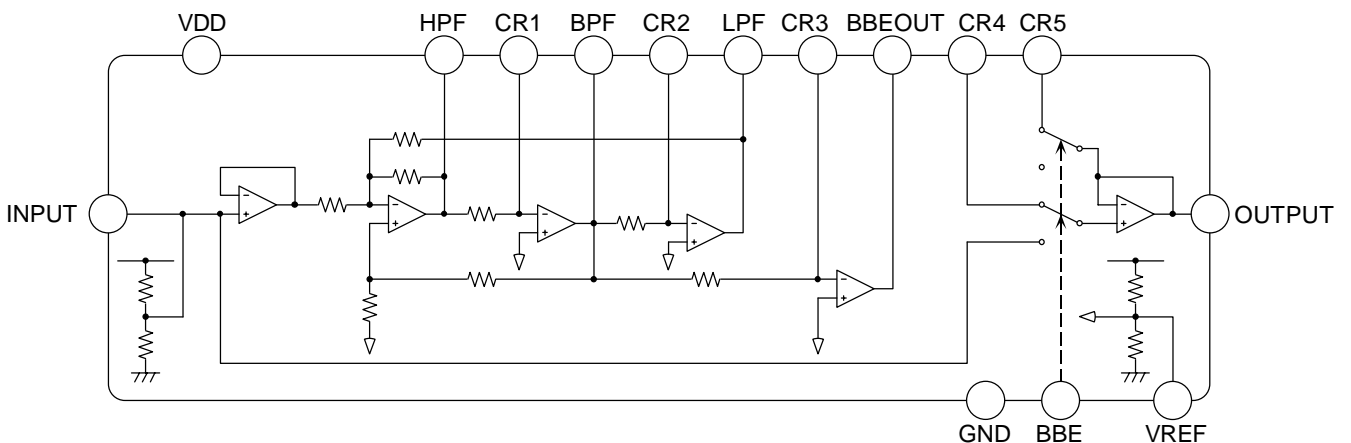 VDD HPF CR1 BPF CR2 LPF CR3 BBEOUT CR4 CR5
INPUT
OUTPUT
GND BBE VREF